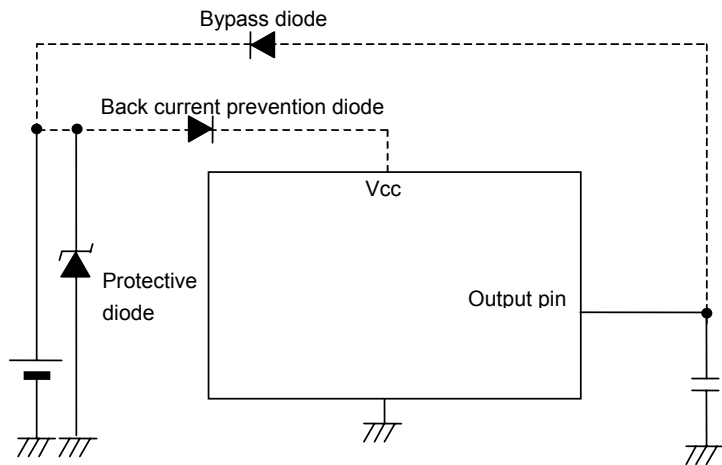 Bypass diode
Back current prevention diode
Vcc
Protective
diode
Output pin